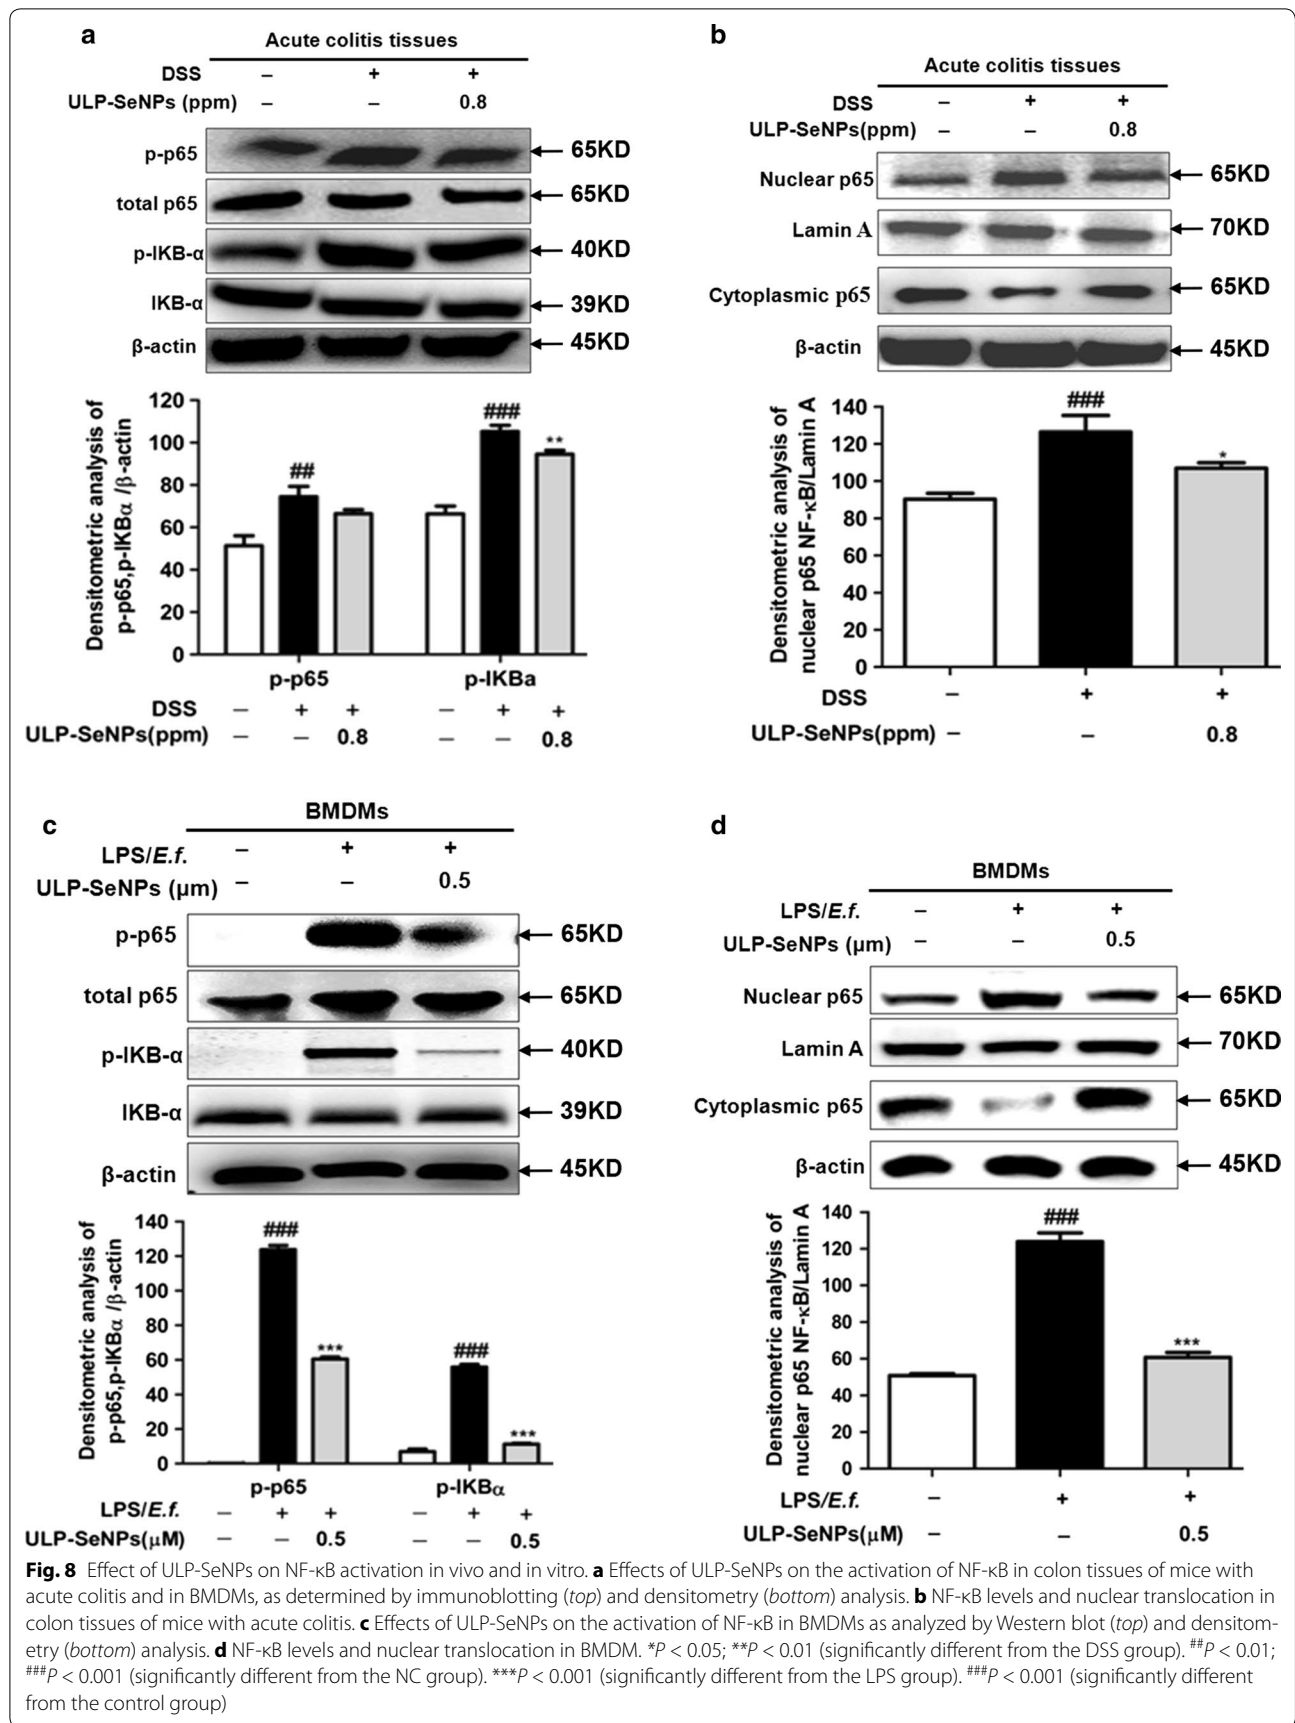 a
Acute colitis tissues
DSS – + +
ULP-SeNPs (ppm) – – 0.8
p-p65 65KD
total p65 65KD
p-IKB-α 40KD
IKB-α 39KD
β-actin 45KD
Densitometric analysis of
p-p65,p-IKBα /β-actin
120
100
80
60
40
20
0
##
###
**
p-p65 p-IKBa
DSS – + + – + +
ULP-SeNPs(ppm) – – 0.8 – – 0.8
b
Acute colitis tissues
DSS – + +
ULP-SeNPs(ppm) – – 0.8
Nuclear p65 65KD
Lamin A 70KD
Cytoplasmic p65 65KD
β-actin 45KD
Densitometric analysis of
nuclear p65 NF-κB/Lamin A
140
120
100
80
60
40
20
0
###
*
DSS – + +
ULP-SeNPs(ppm) – – 0.8
c
BMDMs
LPS/E.f. – + +
ULP-SeNPs (μm) – – 0.5
p-p65 65KD
total p65 65KD
p-IKB-α 40KD
IKB-α 39KD
β-actin 45KD
Densitometric analysis of
p-p65,p-IKBα /β-actin
140
120
100
80
60
40
20
0
###
***
###
***
p-p65 p-IKBα
LPS/E.f. – + + – + +
ULP-SeNPs(μM) – – 0.5 – – 0.5
d
BMDMs
LPS/E.f. – + +
ULP-SeNPs (μm) – – 0.5
Nuclear p65 65KD
Lamin A 70KD
Cytoplasmic p65 65KD
β-actin 45KD
Densitometric analysis of
nuclear p65 NF-κB/Lamin A
140
120
100
80
60
40
20
0
###
***
LPS/E.f. – + +
ULP-SeNPs(μM) – – 0.5
Fig. 8 Effect of ULP-SeNPs on NF-κB activation in vivo and in vitro. a Effects of ULP-SeNPs on the activation of NF-κB in colon tissues of mice with
acute colitis and in BMDMs, as determined by immunoblotting (top) and densitometry (bottom) analysis. b NF-κB levels and nuclear translocation in
colon tissues of mice with acute colitis. c Effects of ULP-SeNPs on the activation of NF-κB in BMDMs as analyzed by Western blot (top) and densitom-
etry (bottom) analysis. d NF-κB levels and nuclear translocation in BMDM. *P < 0.05; **P < 0.01 (significantly different from the DSS group). ##P < 0.01;
###P < 0.001 (significantly different from the NC group). ***P < 0.001 (significantly different from the LPS group). ###P < 0.001 (significantly different
from the control group)